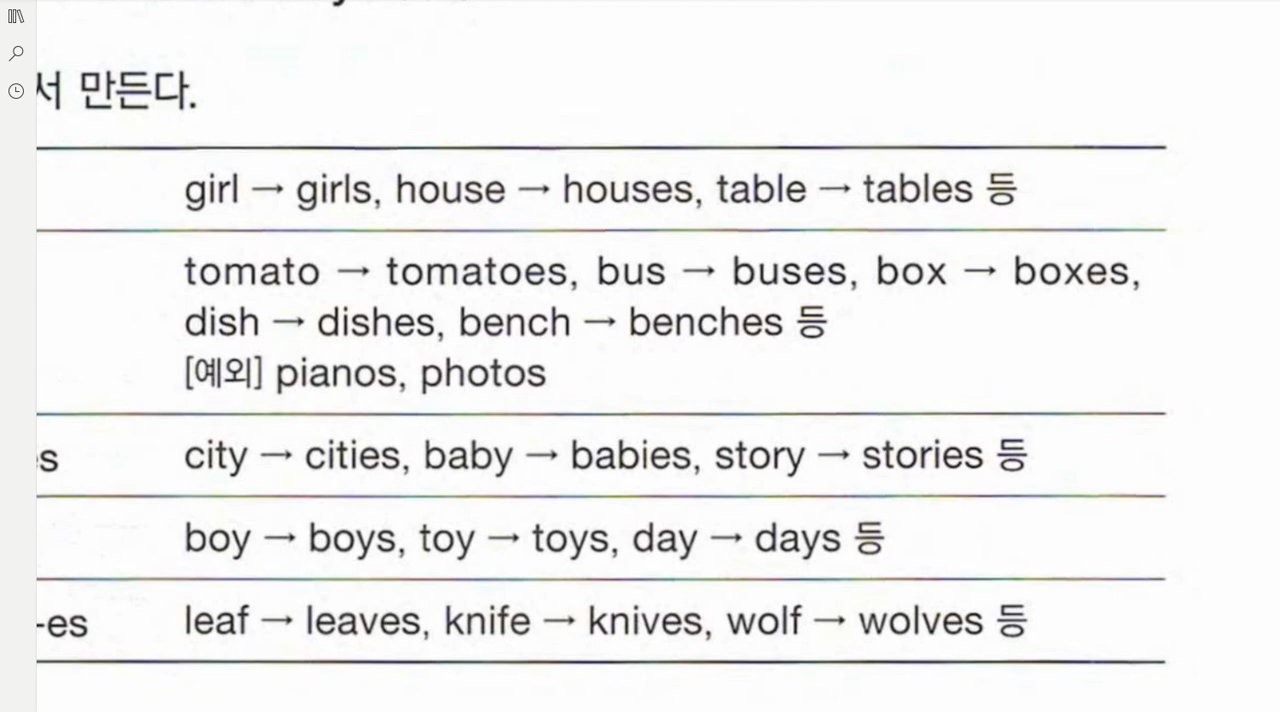 서 만든다.
girl → girls, house → houses, table → tables 등
tomato → tomatoes, bus → buses, box → boxes,
dish → dishes, bench → benches 등
[예외] pianos, photos
s city → cities, baby → babies, story → stories 등
boy → boys, toy → toys, day → days 등
-es leaf → leaves, knife → knives, wolf → wolves 등